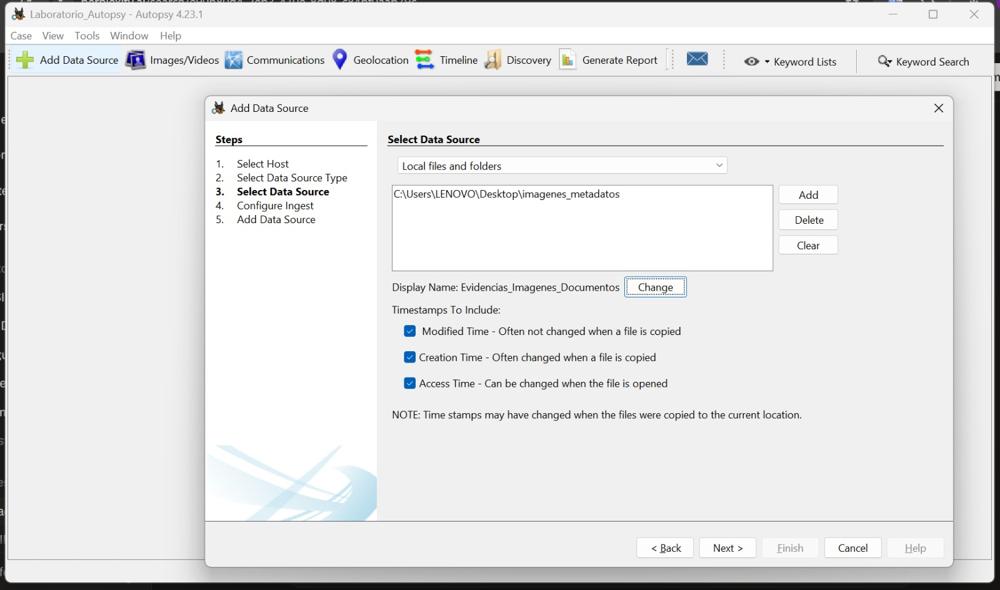 Laboratorio_Autopsy - Autopsy 4.23.1
Case View Tools Window Help
Add Data Source Images/Videos Communications Geolocation Timeline Discovery Generate Report Keyword Lists Keyword Search
Add Data Source
Steps
1. Select Host
2. Select Data Source Type
3. Select Data Source
4. Configure Ingest
5. Add Data Source
Select Data Source
Local files and folders
C:\Users\LENOVO\Desktop\imagenes_metadatos
Add
Delete
Clear
Display Name: Evidencias_Imagenes_Documentos Change
Timestamps To Include:
Modified Time - Often not changed when a file is copied
Creation Time - Often changed when a file is copied
Access Time - Can be changed when the file is opened
NOTE: Time stamps may have changed when the files were copied to the current location.
< Back Next > Finish Cancel Help